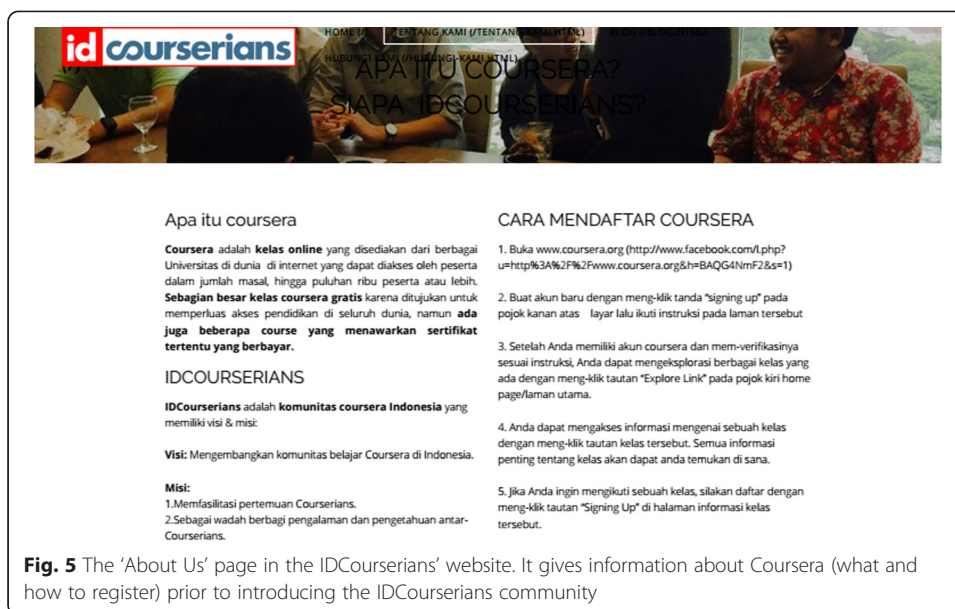 id courserians
HOME (/) TENTANG KAMI (/TENTANG-KAMI.HTML) BLOG (/BLOG.HTML)
HUBUNGI KAMI (/HUBUNGI-KAMI.HTML)
(/)
APA ITU COURSERA?
SIAPA IDCOURSERIANS?
Apa itu coursera
Coursera adalah kelas online yang disediakan dari berbagai
Universitas di dunia di internet yang dapat diakses oleh peserta
dalam jumlah masal, hingga puluhan ribu peserta atau lebih.
Sebagian besar kelas coursera gratis karena ditujukan untuk
memperluas akses pendidikan di seluruh dunia, namun ada
juga beberapa course yang menawarkan sertifikat
tertentu yang berbayar.
IDCOURSERIANS
IDCourserians adalah komunitas coursera Indonesia yang
memiliki visi & misi:
Visi: Mengembangkan komunitas belajar Coursera di Indonesia.
Misi:
1.Memfasilitasi pertemuan Courserians.
2.Sebagai wadah berbagi pengalaman dan pengetahuan antar-
Courserians.
CARA MENDAFTAR COURSERA
1. Buka www.coursera.org (http://www.facebook.com/l.php?
u=http%3A%2F%2Fwww.coursera.org&h=BAQG4NmF2&s=1)
2. Buat akun baru dengan meng-klik tanda “signing up” pada
pojok kanan atas layar lalu ikuti instruksi pada laman tersebut
3. Setelah Anda memiliki akun coursera dan mem-verifikasinya
sesuai instruksi, Anda dapat mengeksplorasi berbagai kelas yang
ada dengan meng-klik tautan “Explore Link” pada pojok kiri home
page/laman utama.
4. Anda dapat mengakses informasi mengenai sebuah kelas
dengan meng-klik tautan kelas tersebut. Semua informasi
penting tentang kelas akan dapat anda temukan di sana.
5. Jika Anda ingin mengikuti sebuah kelas, silakan daftar dengan
meng-klik tautan “Signing Up” di halaman informasi kelas
tersebut.
Fig. 5 The ‘About Us’ page in the IDCourserians’ website. It gives information about Coursera (what and
how to register) prior to introducing the IDCourserians community